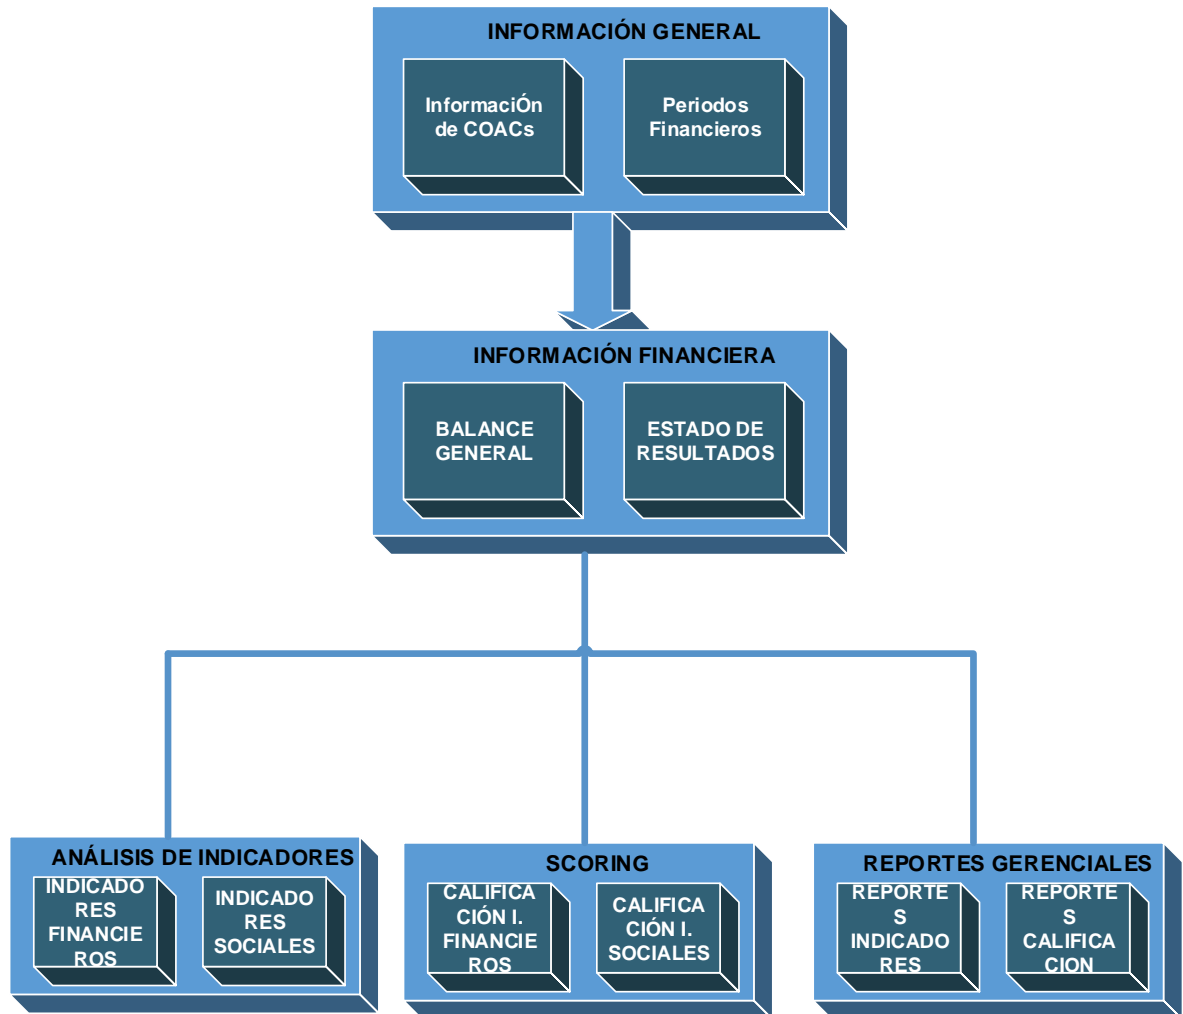 INFORMACIÓN GENERAL
InformaciÓn
de COACs
Periodos
Financieros
INFORMACIÓN FINANCIERA
BALANCE
GENERAL
ESTADO DE
RESULTADOS
ANÁLISIS DE INDICADORES
INDICADO
RES
FINANCIE
ROS
INDICADO
RES
SOCIALES
SCORING
CALIFICA
CIÓN I.
FINANCIE
ROS
CALIFICA
CIÓN I.
SOCIALES
REPORTES GERENCIALES
REPORTE
S
INDICADO
RES
REPORTE
S
CALIFICA
CION